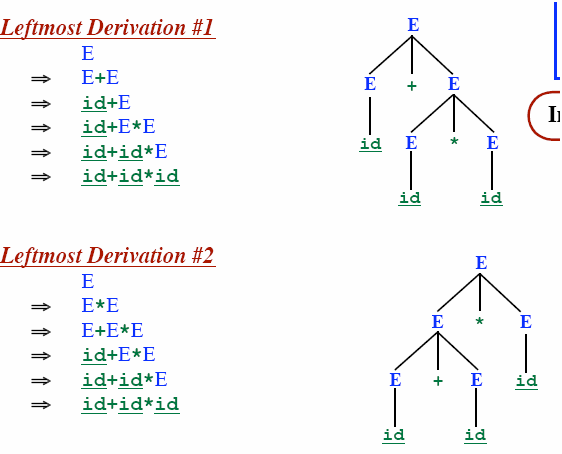 Leftmost Derivation #1
E
⇒ E+E
⇒ id+E
⇒ id+E*E
⇒ id+id*E
⇒ id+id*id
E
E + E
id E * E
id id
Leftmost Derivation #2
E
⇒ E*E
⇒ E+E*E
⇒ id+E*E
⇒ id+id*E
⇒ id+id*id
E
E * E
E + E id
id id